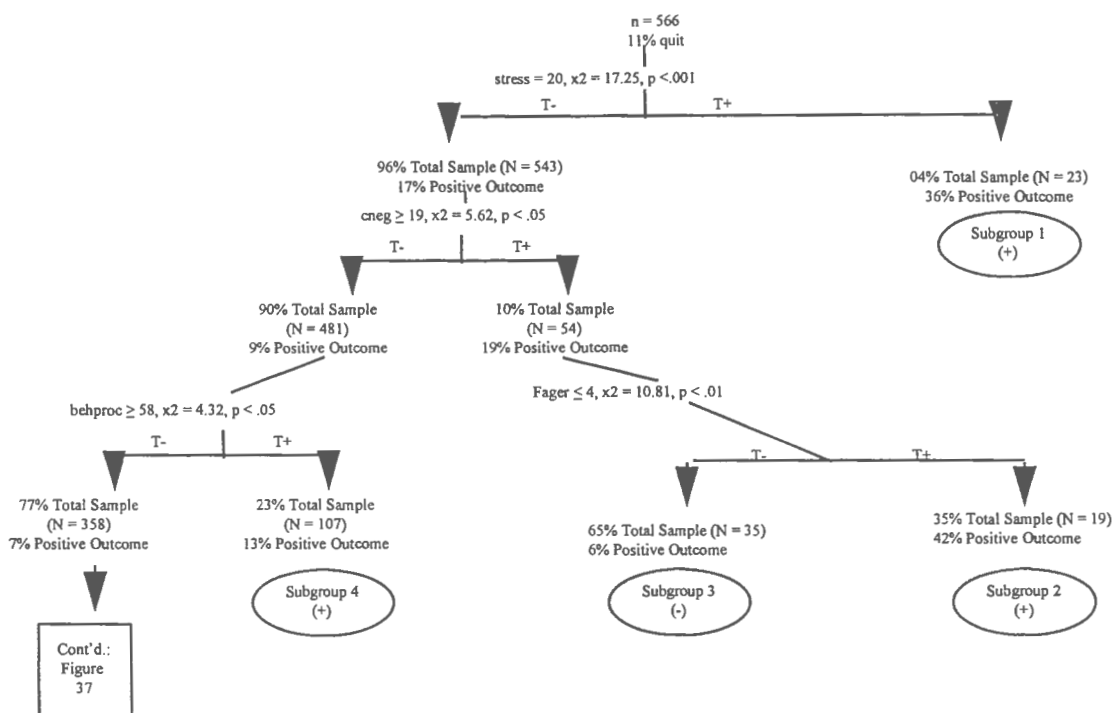 n = 566
11% quit
stress = 20, x2 = 17.25, p <.001
T-
T+
96% Total Sample (N = 543)
17% Positive Outcome
04% Total Sample (N = 23)
36% Positive Outcome
Subgroup 1
(+)
cneg ≥ 19, x2 = 5.62, p < .05
T-
T+
90% Total Sample
(N = 481)
9% Positive Outcome
10% Total Sample
(N = 54)
19% Positive Outcome
behproc ≥ 58, x2 = 4.32, p < .05
T-
T+
Fager ≤ 4, x2 = 10.81, p < .01
T-
T+
77% Total Sample
(N = 358)
7% Positive Outcome
23% Total Sample
(N = 107)
13% Positive Outcome
65% Total Sample (N = 35)
6% Positive Outcome
35% Total Sample (N = 19)
42% Positive Outcome
Subgroup 4
(+)
Subgroup 3
(-)
Subgroup 2
(+)
Cont'd.:
Figure
37